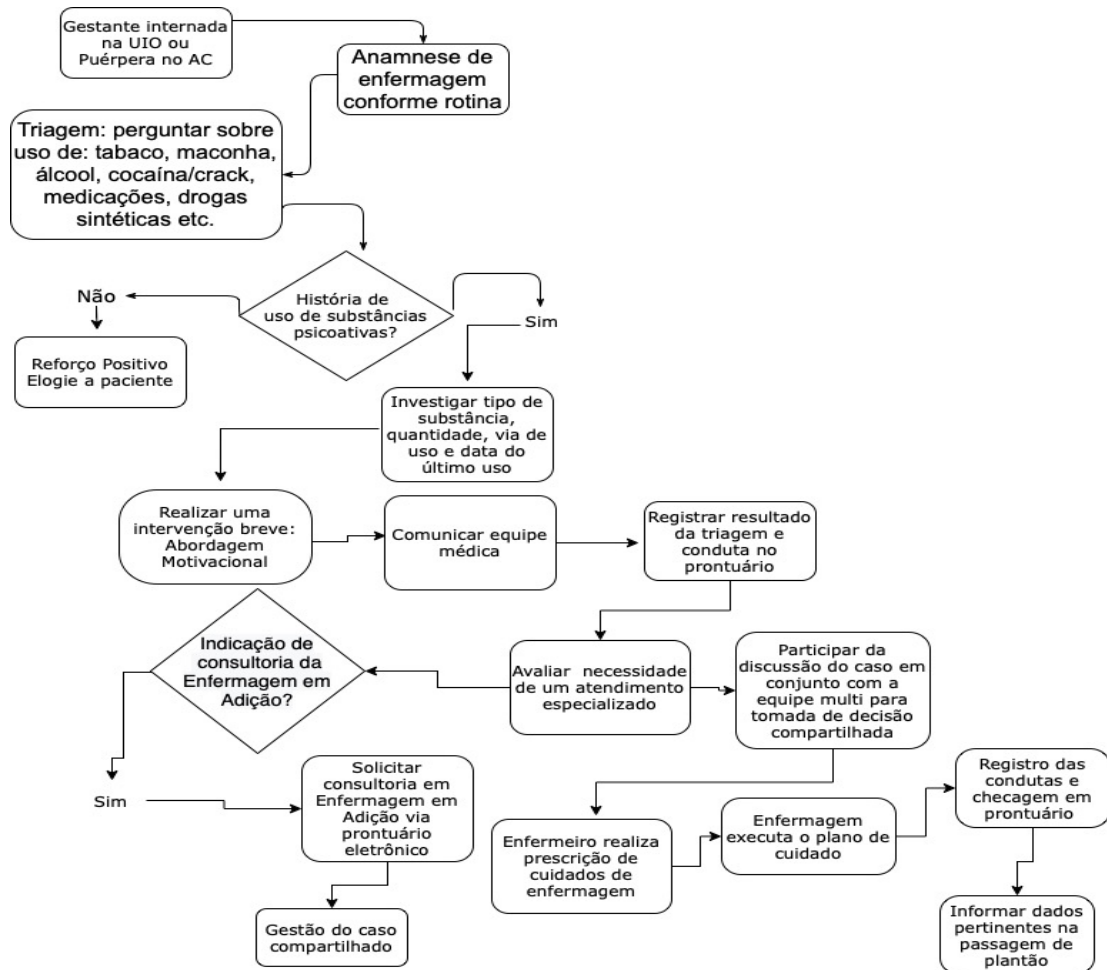 Gestante internada
na UIO ou
Puérpera no AC
Anamnese de
enfermagem
conforme rotina
Triagem: perguntar sobre
uso de: tabaco, maconha,
álcool, cocaína/crack,
medicações, drogas
sintéticas etc.
História de
uso de substâncias
psicoativas?
Não
Sim
Reforço Positivo
Elogie a paciente
Investigar tipo de
substância,
quantidade, via de
uso e data do
último uso
Realizar uma
intervenção breve:
Abordagem
Motivacional
Comunicar equipe
médica
Registrar resultado
da triagem e
conduta no
prontuário
Indicação de
consultoria da
Enfermagem em
Adição?
Avaliar necessidade
de um atendimento
especializado
Participar da
discussão do caso em
conjunto com a
equipe multi para
tomada de decisão
compartilhada
Sim
Solicitar
consultoria em
Enfermagem em
Adição via
prontuário
eletrônico
Gestão do caso
compartilhado
Enfermeiro realiza
prescrição de
cuidados de
enfermagem
Enfermagem
executa o plano de
cuidado
Registro das
condutas e
checagem em
prontuário
Informar dados
pertinentes na
passagem de
plantão